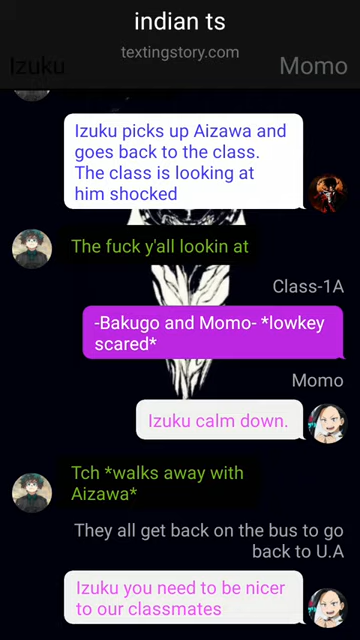 indian ts
textingstory.com
Izuku
Momo
Izuku picks up Aizawa and
goes back to the class.
The class is looking at
him shocked
The fuck y'all lookin at
Class-1A
-Bakugo and Momo- *lowkey
scared*
Momo
Izuku calm down.
Tch *walks away with
Aizawa*
They all get back on the bus to go
back to U.A
Izuku you need to be nicer
to our classmates